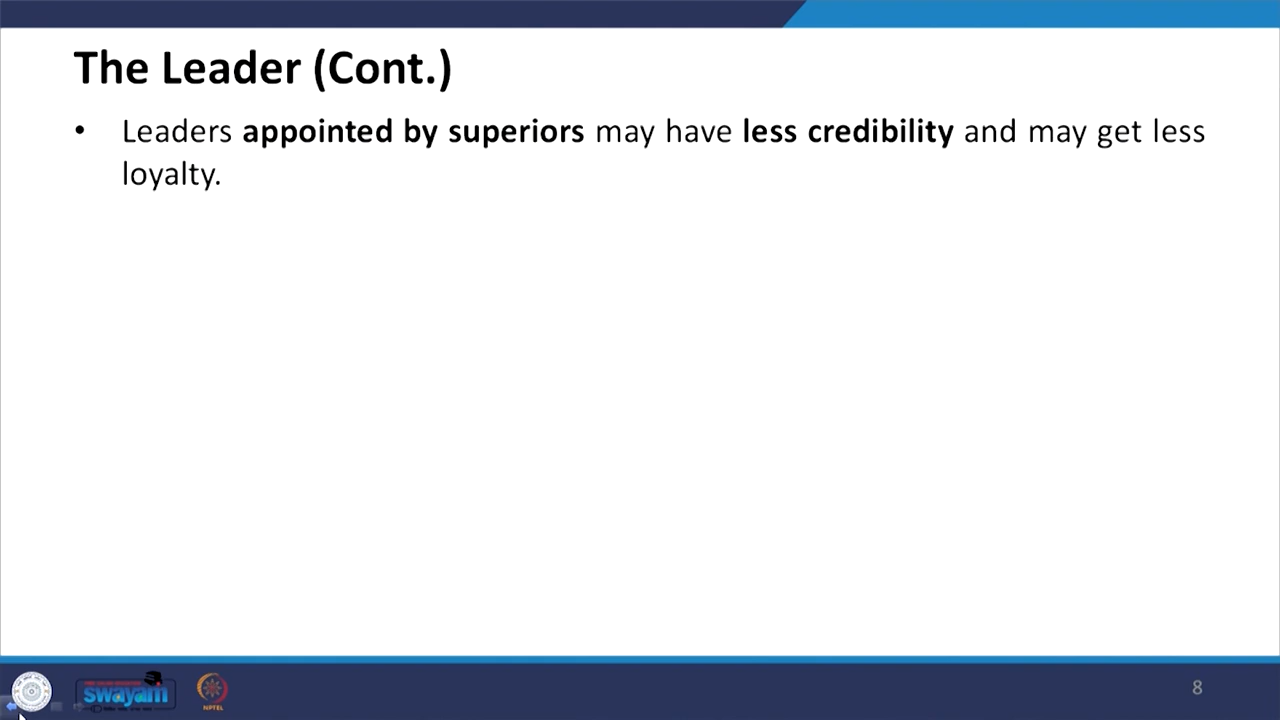 The Leader (Cont.)
• Leaders appointed by superiors may have less credibility and may get less
loyalty.
swayam
NPTEL
8